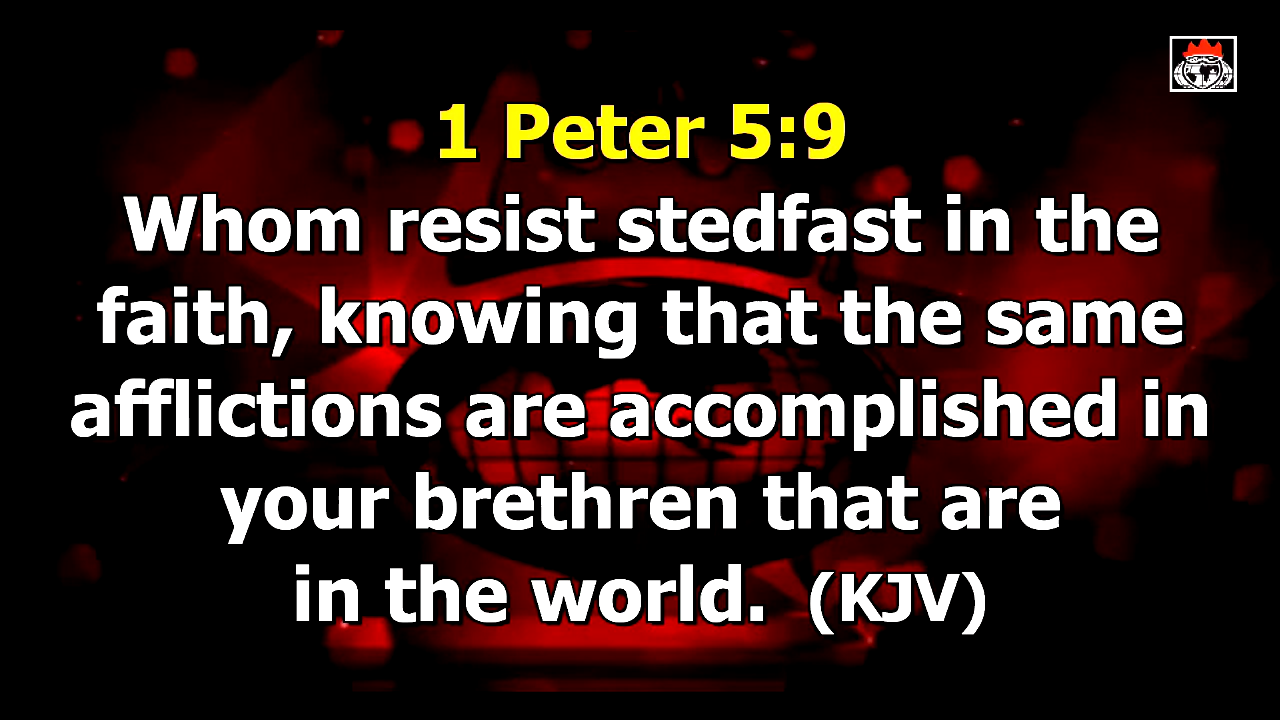 1 Peter 5:9
Whom resist stedfast in the
faith, knowing that the same
afflictions are accomplished in
your brethren that are
in the world. (KJV)